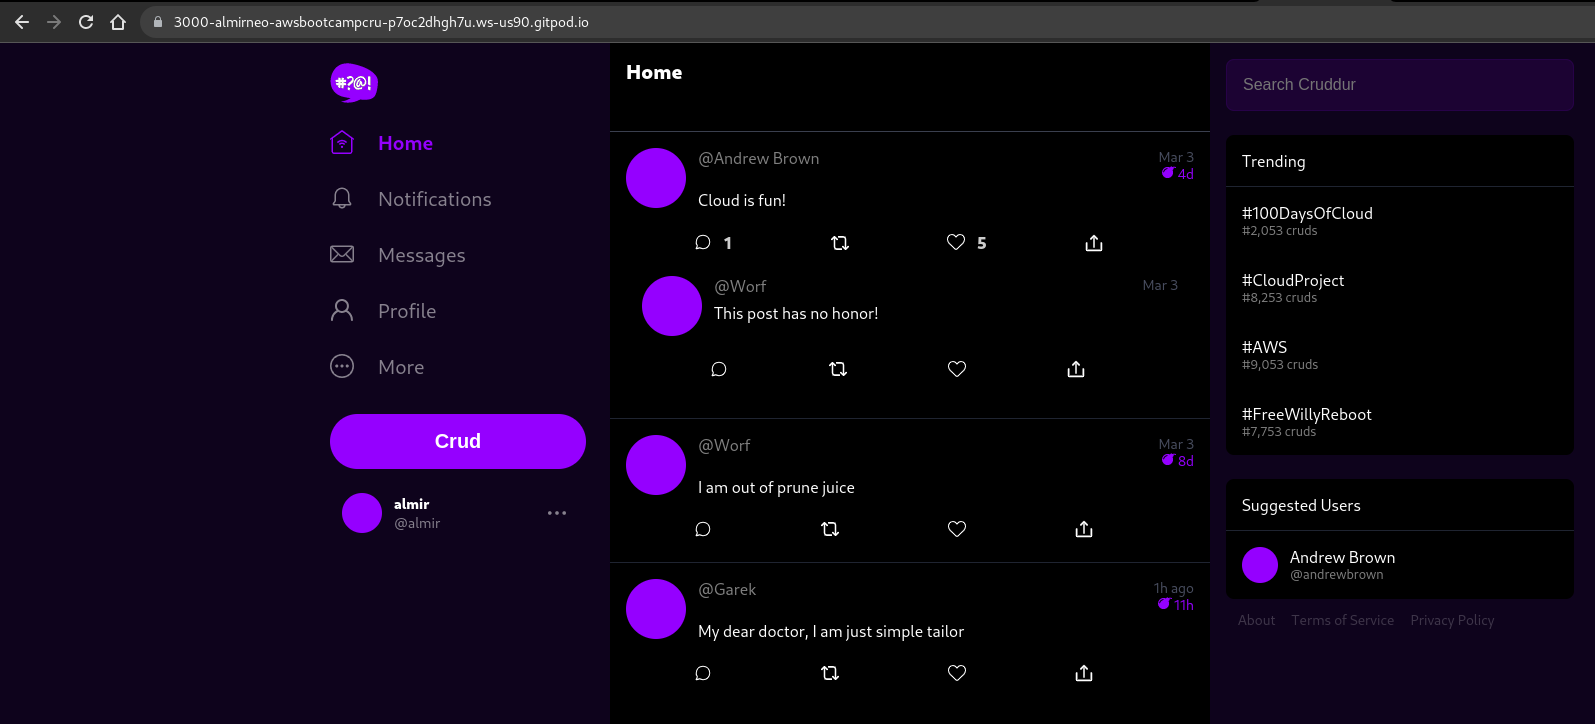 3000-almirneo-awsbootcampcru-p7oc2dhgh7u.ws-us90.gitpod.io
#?@!
Home
Notifications
Messages
Profile
More
Crud
almir
@almir
Home
@Andrew Brown
Mar 3
4d
Cloud is fun!
1
5
@Worf
Mar 3
This post has no honor!
@Worf
Mar 3
8d
I am out of prune juice
@Garek
1h ago
11h
My dear doctor, I am just simple tailor
Search Cruddur
Trending
#100DaysOfCloud
#2,053 cruds
#CloudProject
#8,253 cruds
#AWS
#9,053 cruds
#FreeWillyReboot
#7,753 cruds
Suggested Users
Andrew Brown
@andrewbrown
About Terms of Service Privacy Policy